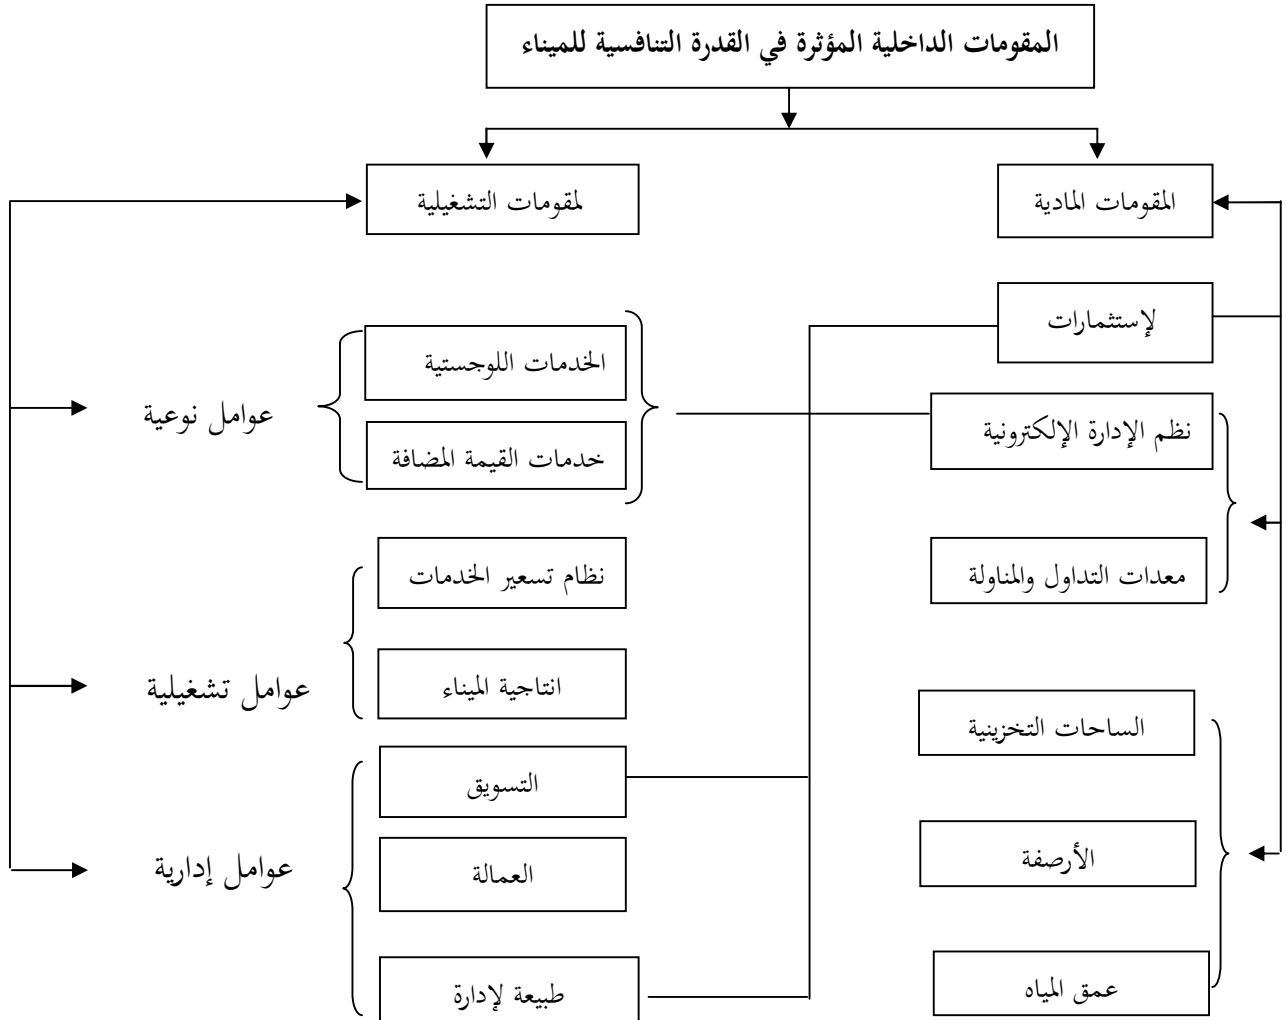 المقومات الداخلية المؤثرة في القدرة التنافسية للميناء
المقومات المادية
لمقومات التشغيلية
لإستثمارات
الخدمات اللوجستية
نظم الإدارة الإلكترونية
عوامل نوعية
خدمات القيمة المضافة
معدات التداول والمناولة
نظام تسعير الخدمات
انتاجية الميناء
عوامل تشغيلية
الساحات التخزينية
التسويق
الأرصفة
العمالة
عوامل إدارية
عمق المياه
طبيعة لإدارة